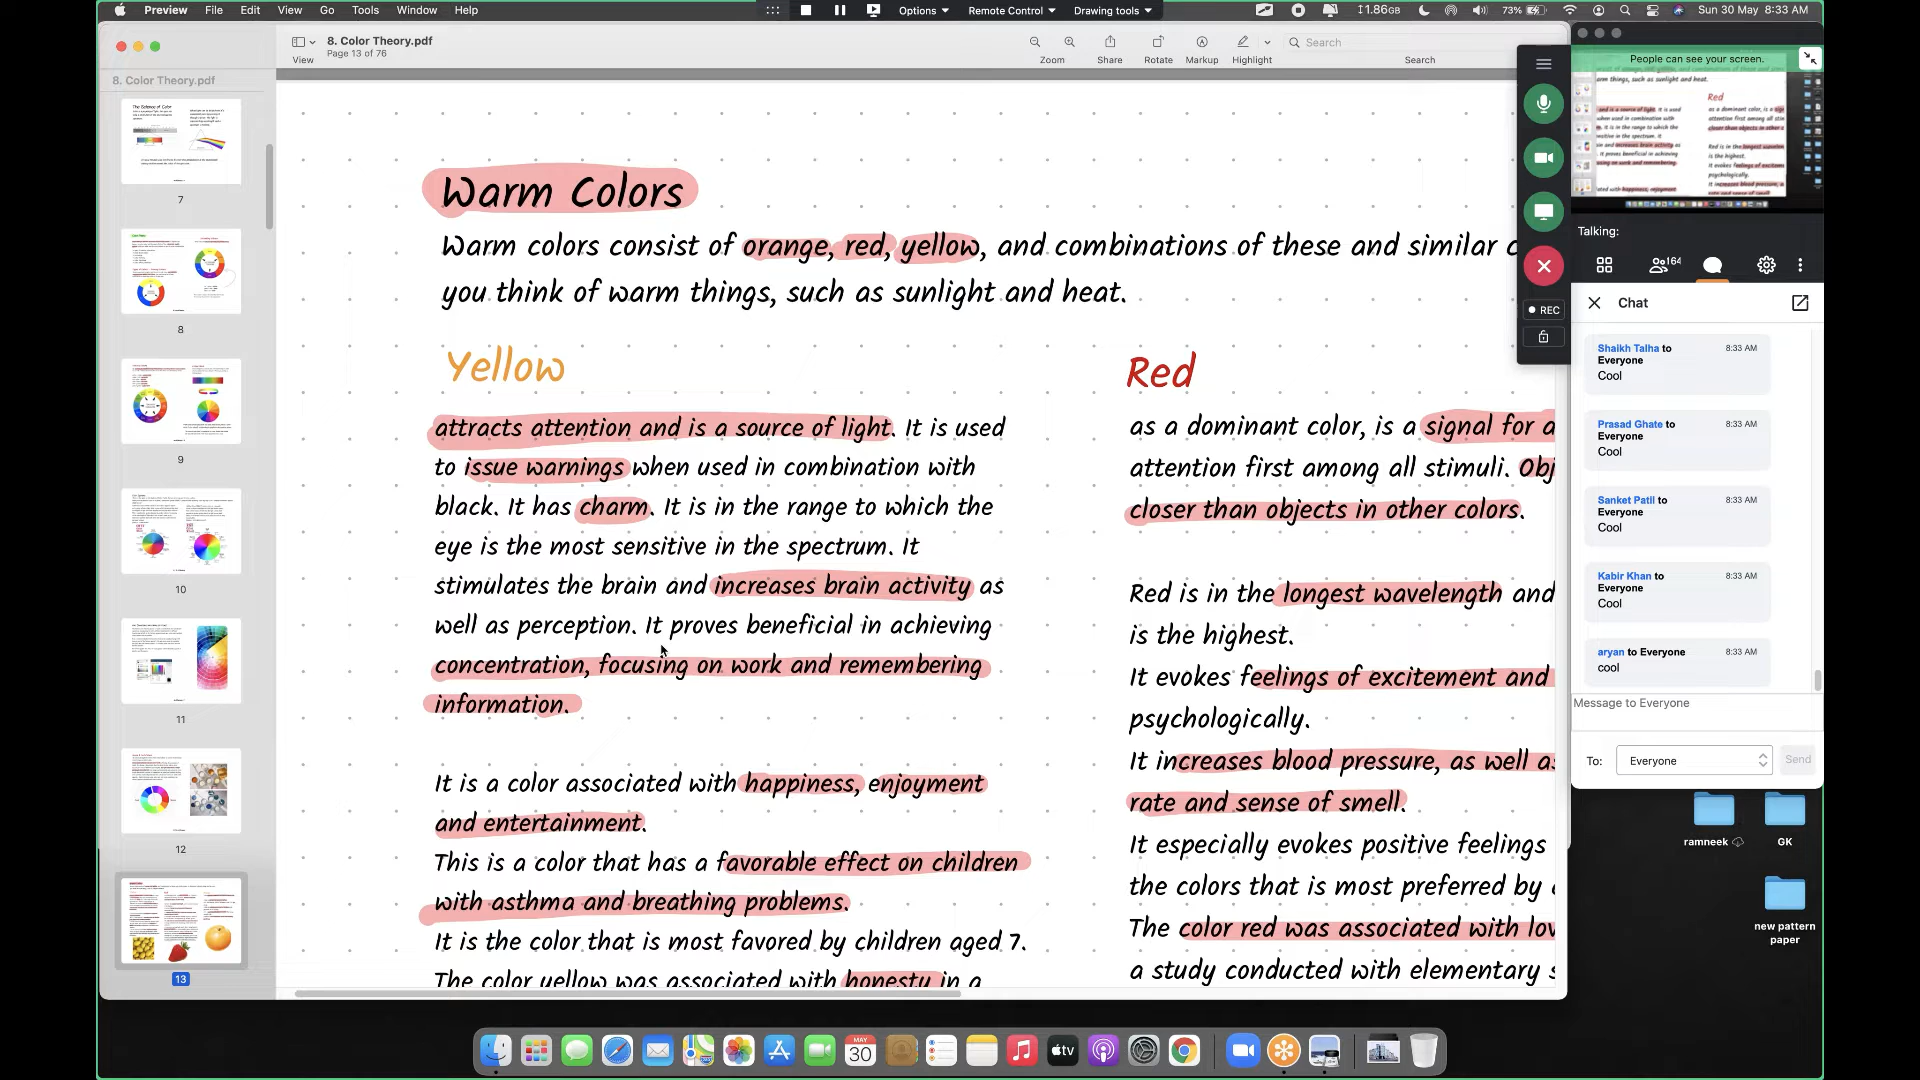 Preview File Edit View Go Tools Window Help
Options Remote Control Drawing tools
1.86GB 73% Sun 30 May 8:33 AM
8. Color Theory.pdf
Page 13 of 76
View
Zoom Share Rotate Markup Highlight Search
Search
8. Color Theory.pdf
7
8
9
10
11
12
13
Warm Colors
Warm colors consist of orange, red, yellow, and combinations of these and similar c
you think of warm things, such as sunlight and heat.
Yellow
attracts attention and is a source of light. It is used
to issue warnings when used in combination with
black. It has charm. It is in the range to which the
eye is the most sensitive in the spectrum. It
stimulates the brain and increases brain activity as
well as perception. It proves beneficial in achieving
concentration, focusing on work and remembering
information.
It is a color associated with happiness, enjoyment
and entertainment.
This is a color that has a favorable effect on children
with asthma and breathing problems.
It is the color that is most favored by children aged 7.
The color yellow was associated with honesty in a
Red
as a dominant color, is a signal for a
attention first among all stimuli. Obj
closer than objects in other colors.
Red is in the longest wavelength and
is the highest.
It evokes feelings of excitement and
psychologically.
It increases blood pressure, as well as
rate and sense of smell.
It especially evokes positive feelings
the colors that is most preferred by
The color red was associated with lov
a study conducted with elementary s
REC
People can see your screen.
Talking:
164
Chat
Shaikh Talha to Everyone 8:33 AM
Cool
Prasad Ghate to Everyone 8:33 AM
Cool
Sanket Patil to Everyone 8:33 AM
Cool
Kabir Khan to Everyone 8:33 AM
Cool
aryan to Everyone 8:33 AM
cool
Message to Everyone
To: Everyone Send
ramneek GK
new pattern
paper
MAY
30
tv